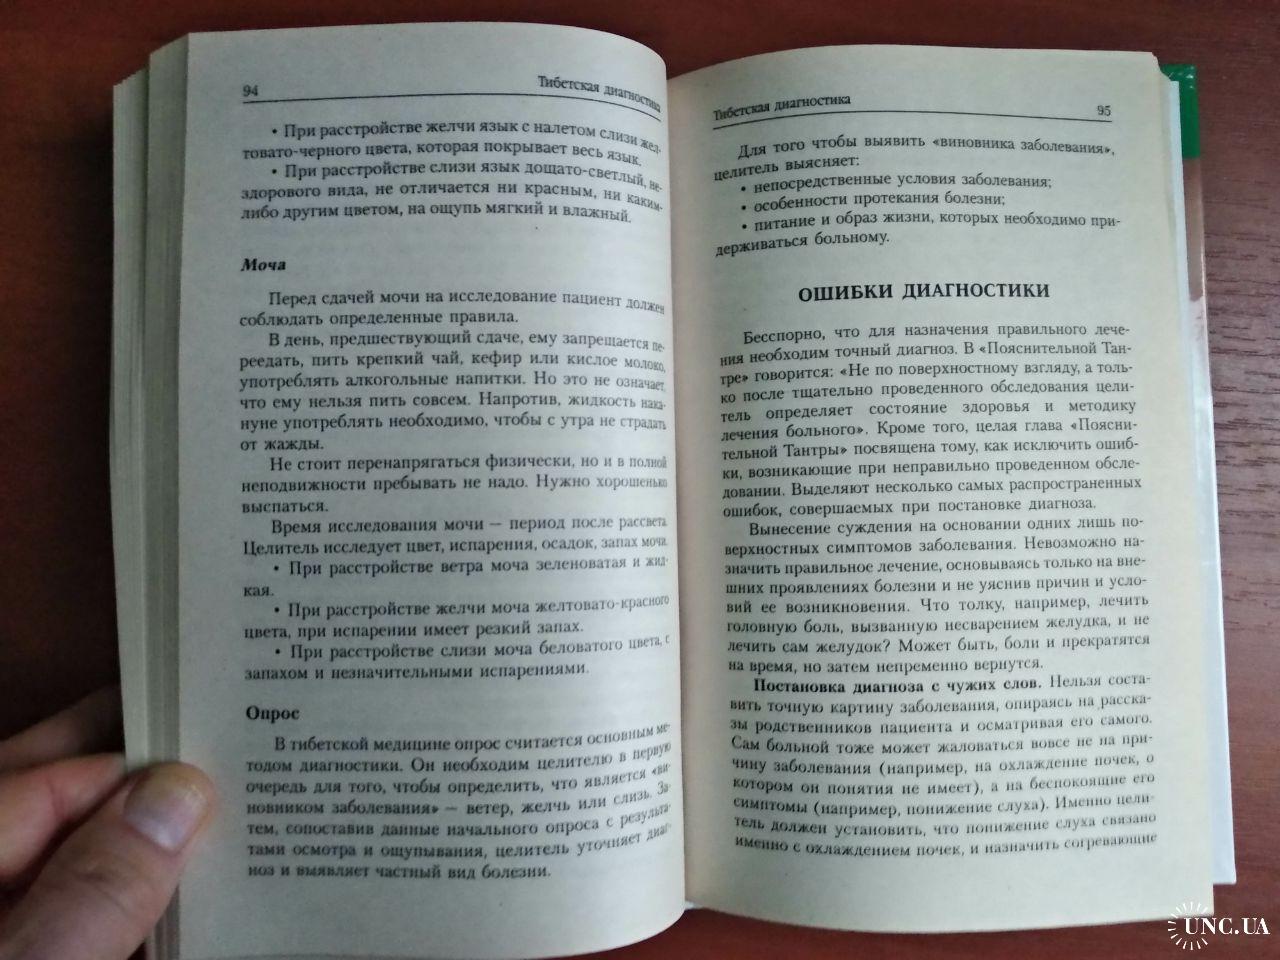 94
Тибетская диагностика
• При расстройстве желчи язык с налетом слизи жел-
товато-черного цвета, которая покрывает весь язык.
• При расстройстве слизи язык дощато-светлый, не-
здорового вида, не отличается ни красным, ни каким-
либо другим цветом, на ощупь мягкий и влажный.
Моча
Перед сдачей мочи на исследование пациент должен
соблюдать определенные правила.
В день, предшествующий сдаче, ему запрещается пе-
реедать, пить крепкий чай, кефир или кислое молоко,
употреблять алкогольные напитки. Но это не означает,
что ему нельзя пить совсем. Напротив, жидкость нака-
нуне употреблять необходимо, чтобы с утра не страдать
от жажды.
Не стоит перенапрягаться физически, но и в полной
неподвижности пребывать не надо. Нужно хорошенько
выспаться.
Время исследования мочи — период после рассвета.
Целитель исследует цвет, испарения, осадок, запах мочи.
• При расстройстве ветра моча зеленоватая и жид-
кая.
• При расстройстве желчи моча желтовато-красного
цвета, при испарении имеет резкий запах.
• При расстройстве слизи моча беловатого цвета, с
запахом и незначительными испарениями.
Опрос
В тибетской медицине опрос считается основным ме-
тодом диагностики. Он необходим целителю в первую
очередь для того, чтобы определить, что является «ви-
новником заболевания» — ветер, желчь или слизь. За-
тем, сопоставив данные начального опроса с результа-
тами осмотра и ощупывания, целитель уточняет диаг-
ноз и выявляет частный вид болезни.
Тибетская диагностика
95
Для того чтобы выявить «виновника заболевания»,
целитель выясняет:
• непосредственные условия заболевания;
• особенности протекания болезни;
• питание и образ жизни, которых необходимо при-
держиваться больному.
ОШИБКИ ДИАГНОСТИКИ
Бесспорно, что для назначения правильного лече-
ния необходим точный диагноз. В «Пояснительной Тан-
тре» говорится: «Не по поверхностному взгляду, а толь-
ко после тщательно проведенного обследования цели-
тель определяет состояние здоровья и методику
лечения больного». Кроме того, целая глава «Поясни-
тельной Тантры» посвящена тому, как исключить ошиб-
ки, возникающие при неправильно проведенном обсле-
довании. Выделяют несколько самых распространенных
ошибок, совершаемых при постановке диагноза.
Вынесение суждения на основании одних лишь по-
верхностных симптомов заболевания. Невозможно на-
значить правильное лечение, основываясь только на вне-
шних проявлениях болезни и не уяснив причин и усло-
вий ее возникновения. Что толку, например, лечить
головную боль, вызванную несварением желудка, и не
лечить сам желудок? Может быть, боли и прекратятся
на время, но затем непременно вернутся.
Постановка диагноза с чужих слов. Нельзя соста-
вить точную картину заболевания, опираясь на расска-
зы родственников пациента и осматривая его самого.
Сам больной тоже может жаловаться вовсе не на при-
чину заболевания (например, на охлаждение почек, о
котором он понятия не имеет), а на беспокоящие его
симптомы (например, понижение слуха). Именно цели-
тель должен установить, что понижение слуха связано
именно с охлаждением почек, и назначить согревающие
UNC.UA